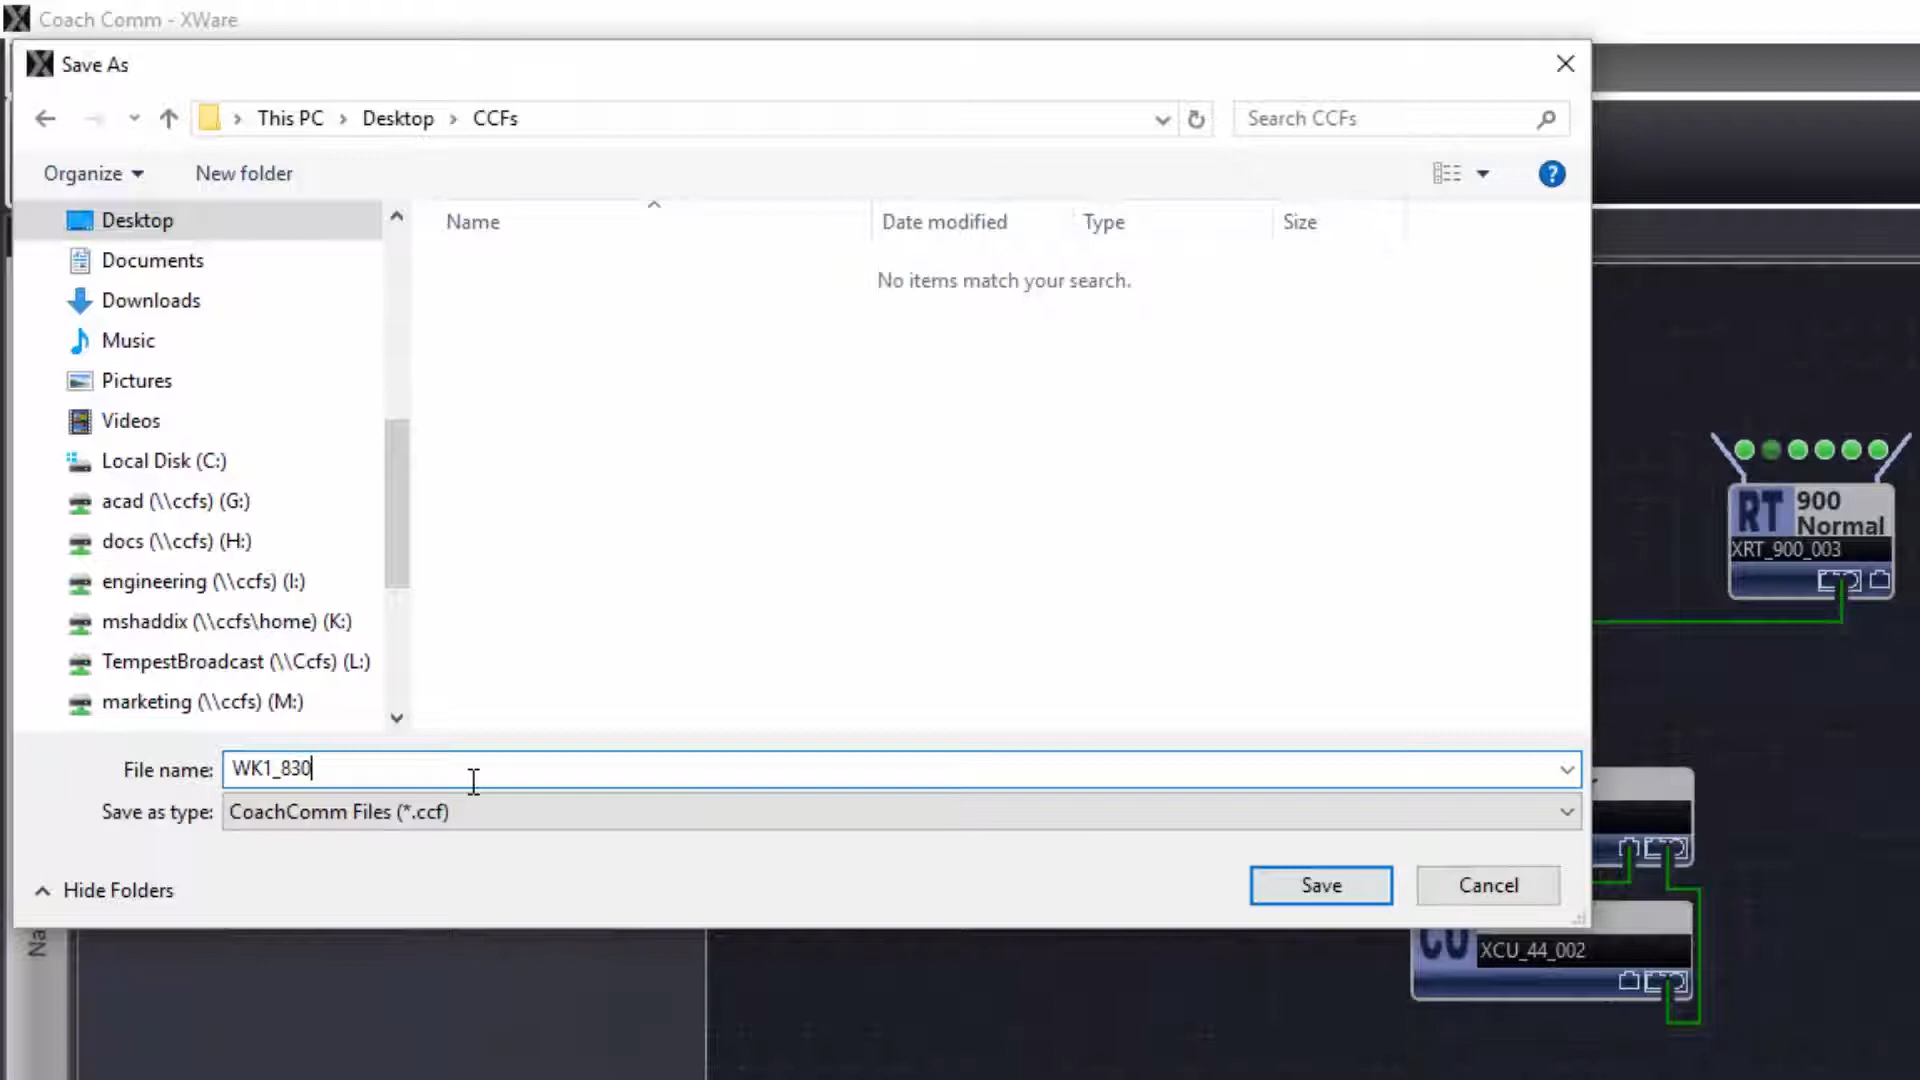 Coach Comm - XWare
Save As
This PC
Desktop
CCFs
Search CCFs
Organize
New folder
?
Name
Date modified
Type
Size
No items match your search.
Desktop
Documents
Downloads
Music
Pictures
Videos
Local Disk (C:)
acad (\\ccfs) (G:)
docs (\\ccfs) (H:)
engineering (\\ccfs) (I:)
mshaddix (\\ccfs\home) (K:)
TempestBroadcast (\\Ccfs) (L:)
marketing (\\ccfs) (M:)
File name: WK1_830
Save as type: CoachComm Files (*.ccf)
Hide Folders
Save
Cancel
RT 900
Normal
XRT_900_003
CU XCU_44_002
Na